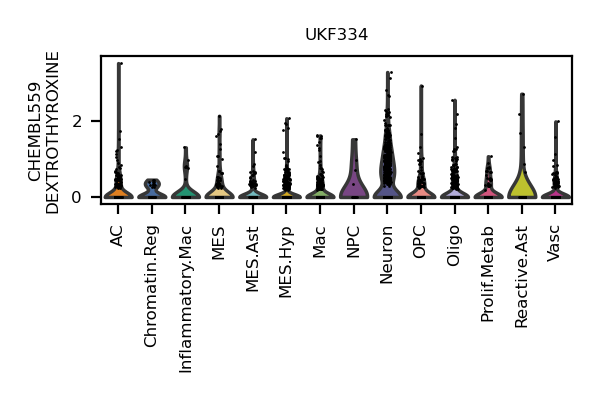 UKF334
CHEMBL559
DEXTROTHYROXINE
2
0
AC
Chromatin.Reg
Inflammatory.Mac
MES
MES.Ast
MES.Hyp
Mac
NPC
Neuron
OPC
Oligo
Prolif.Metab
Reactive.Ast
Vasc